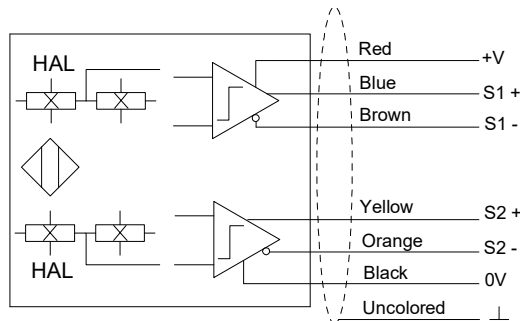 HAL
Red +V
Blue S1 +
Brown S1 -
Yellow S2 +
Orange S2 -
HAL
Black 0V
Uncolored